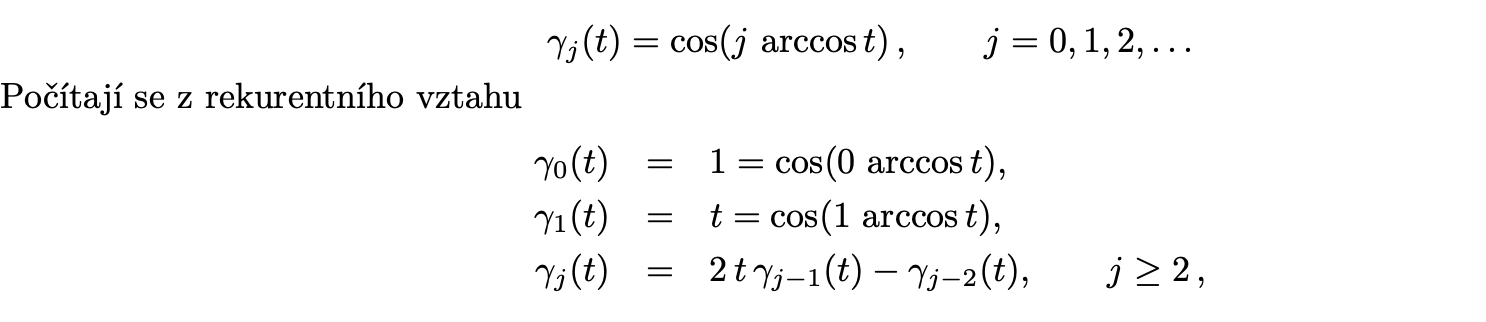 γ_j(t) = cos(j arccos t) ,  j = 0, 1, 2, . . .
Počítají se z rekurentního vztahu
γ_0(t) = 1 = cos(0 arccos t),
γ_1(t) = t = cos(1 arccos t),
γ_j(t) = 2 t γ_{j−1}(t) − γ_{j−2}(t),  j ≥ 2 ,